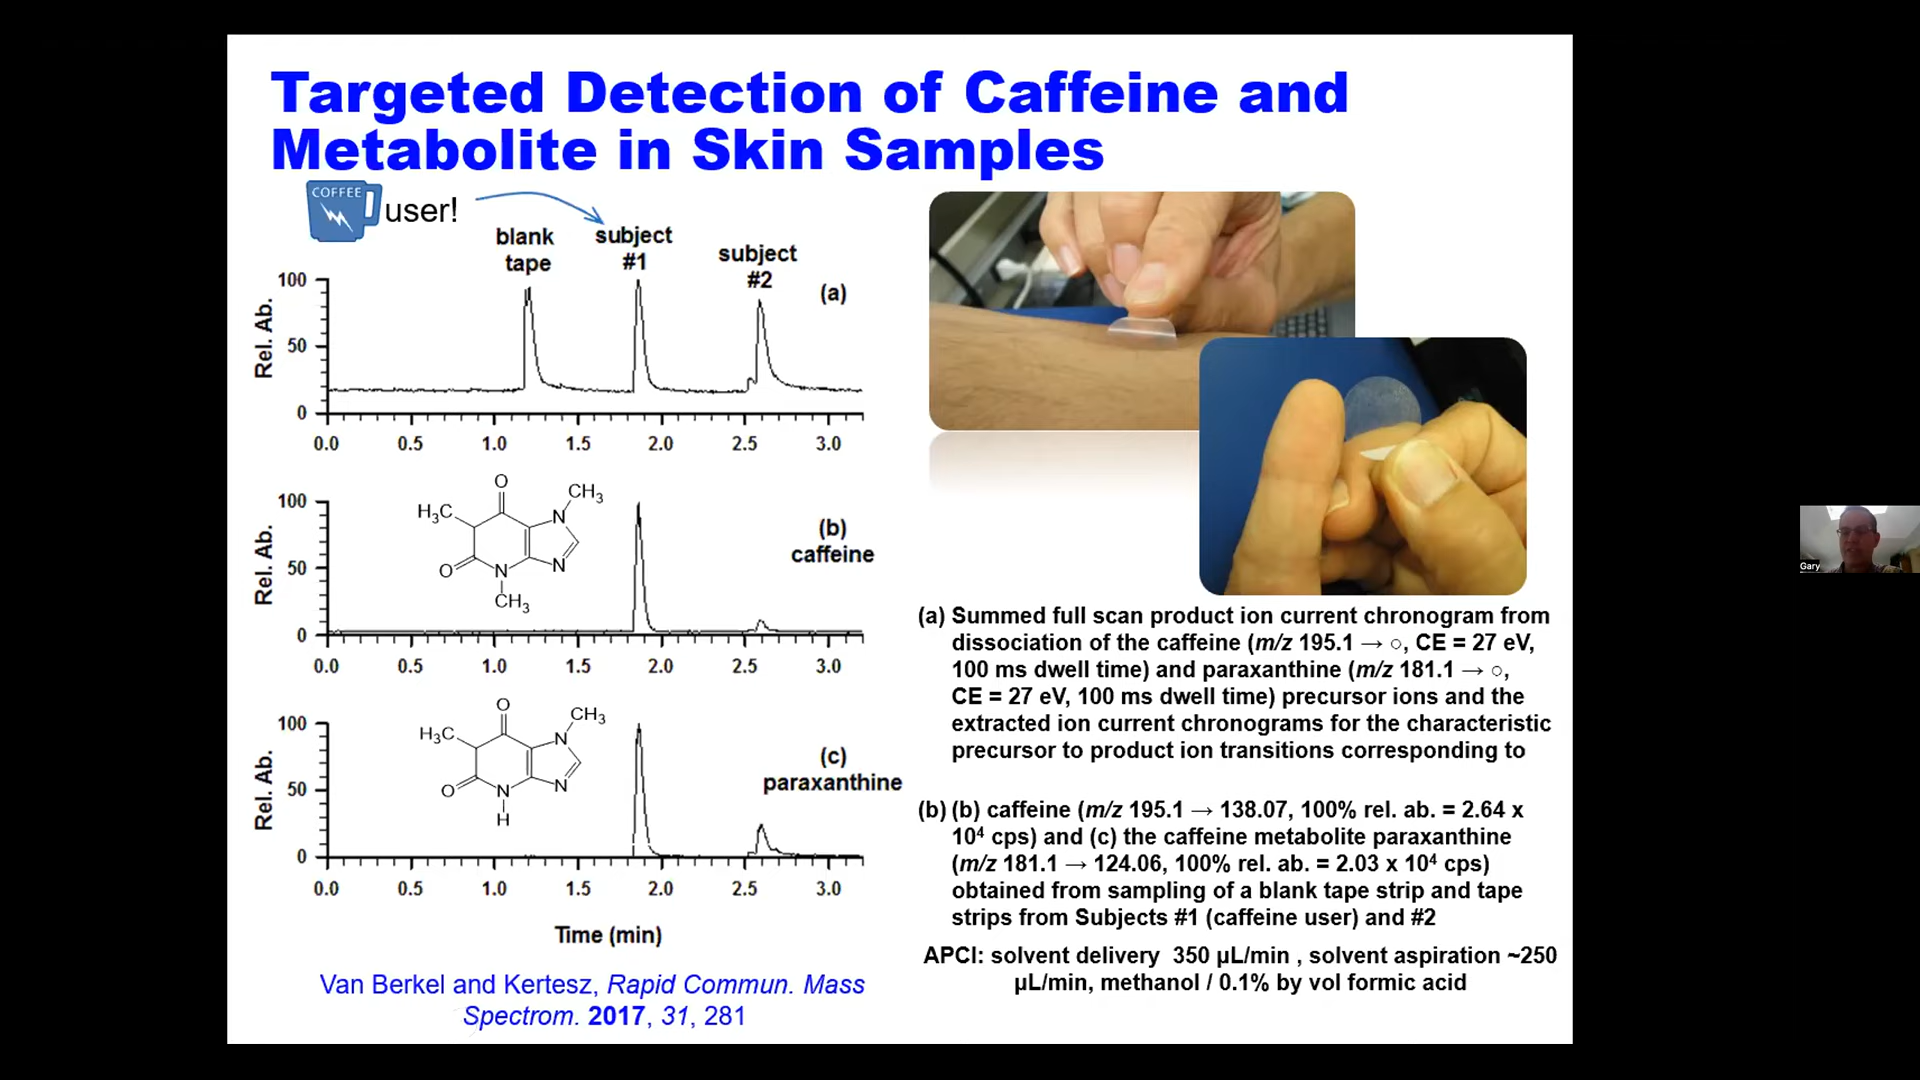 Targeted Detection of Caffeine and
Metabolite in Skin Samples
COFFEE
user!
blank
tape
subject
#1
subject
#2
(a)
Rel. Ab.
100
50
0
0.0 0.5 1.0 1.5 2.0 2.5 3.0
(b)
caffeine
Rel. Ab.
100
50
0
O
H₃C
CH₃
N
N
O
N
CH₃
0.0 0.5 1.0 1.5 2.0 2.5 3.0
(c)
paraxanthine
Rel. Ab.
100
50
0
O
H₃C
CH₃
N
N
O
N
H
0.0 0.5 1.0 1.5 2.0 2.5 3.0
Time (min)
Van Berkel and Kertesz, Rapid Commun. Mass
Spectrom. 2017, 31, 281
(a) Summed full scan product ion current chronogram from
dissociation of the caffeine (m/z 195.1 → ○, CE = 27 eV,
100 ms dwell time) and paraxanthine (m/z 181.1 → ○,
CE = 27 eV, 100 ms dwell time) precursor ions and the
extracted ion current chronograms for the characteristic
precursor to product ion transitions corresponding to
(b) (b) caffeine (m/z 195.1 → 138.07, 100% rel. ab. = 2.64 x
10⁴ cps) and (c) the caffeine metabolite paraxanthine
(m/z 181.1 → 124.06, 100% rel. ab. = 2.03 x 10⁴ cps)
obtained from sampling of a blank tape strip and tape
strips from Subjects #1 (caffeine user) and #2
APCI: solvent delivery 350 µL/min , solvent aspiration ~250
µL/min, methanol / 0.1% by vol formic acid
Gary